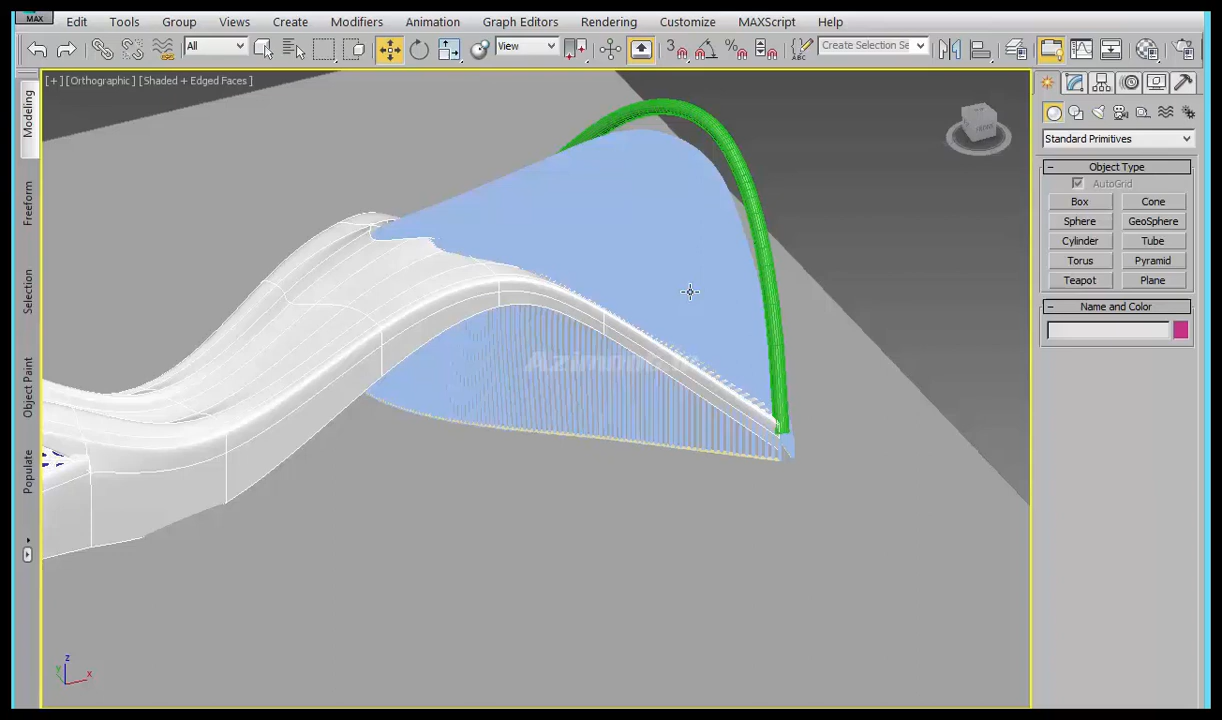 MAX
Edit Tools Group Views Create Modifiers Animation Graph Editors Rendering Customize MAXScript Help
All View 3 % ABC Create Selection Se
[+] [Orthographic] [Shaded + Edged Faces]
Modeling
Freeform
Selection
Object Paint
Populate
Standard Primitives
Object Type
AutoGrid
Box Cone
Sphere GeoSphere
Cylinder Tube
Torus Pyramid
Teapot Plane
Name and Color
z
y
x